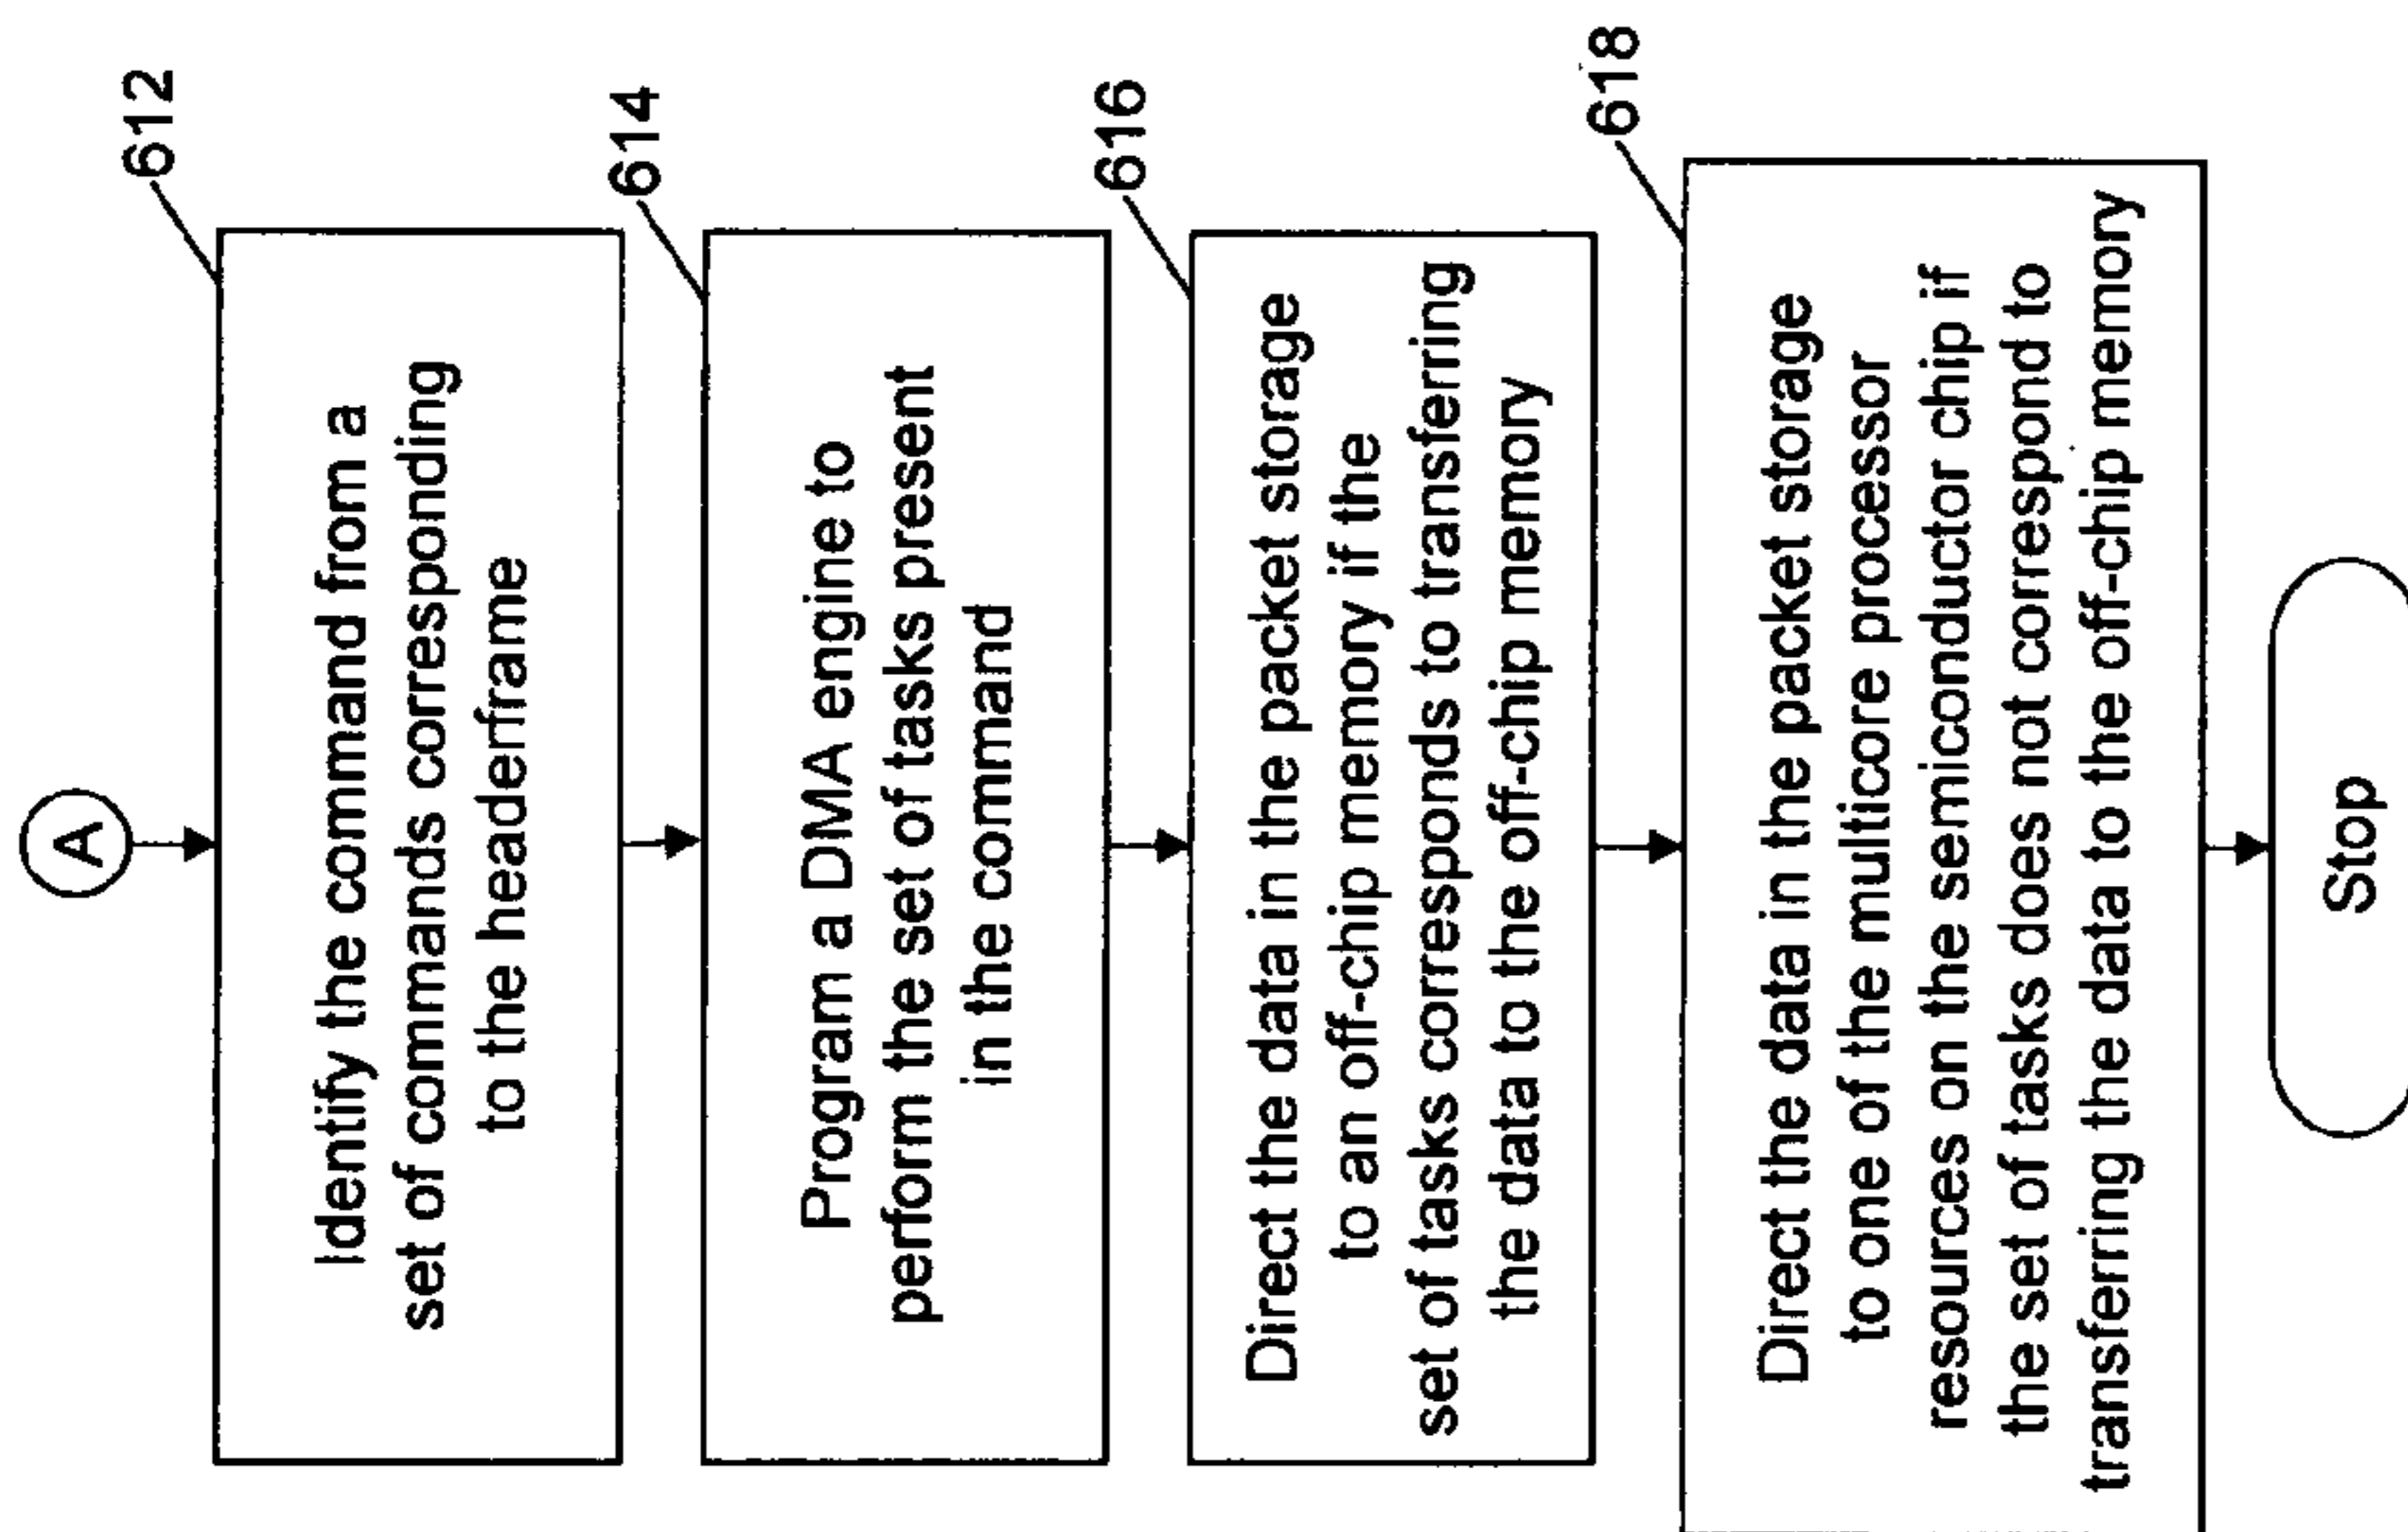 A
612
Identify the command from a
set of commands corresponding
to the headerframe
614
Program a DMA engine to
perform the set of tasks present
in the command
616
Direct the data in the packet storage
to an off-chip memory if the
set of tasks corresponds to transferring
the data to the off-chip memory
618
Direct the data in the packet storage
to one of the multicore processor
resources on the semiconductor chip if
the set of tasks does not correspond to
transferring the data to the off-chip memory
Stop